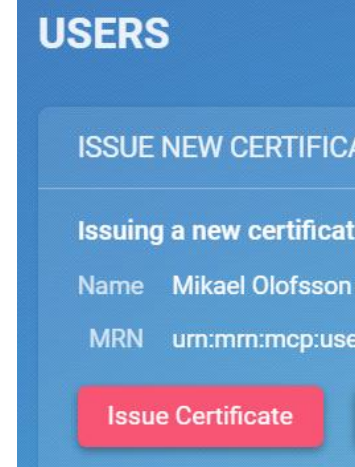 USERS
ISSUE NEW CERTIFICA
Issuing a new certificat
Name Mikael Olofsson
MRN urn:mrn:mcp:use
Issue Certificate